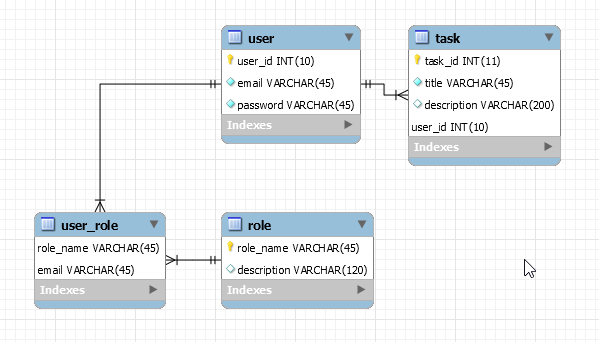 user
user_id INT(10)
email VARCHAR(45)
password VARCHAR(45)
Indexes
task
task_id INT(11)
title VARCHAR(45)
description VARCHAR(200)
user_id INT(10)
Indexes
user_role
role_name VARCHAR(45)
email VARCHAR(45)
Indexes
role
role_name VARCHAR(45)
description VARCHAR(120)
Indexes